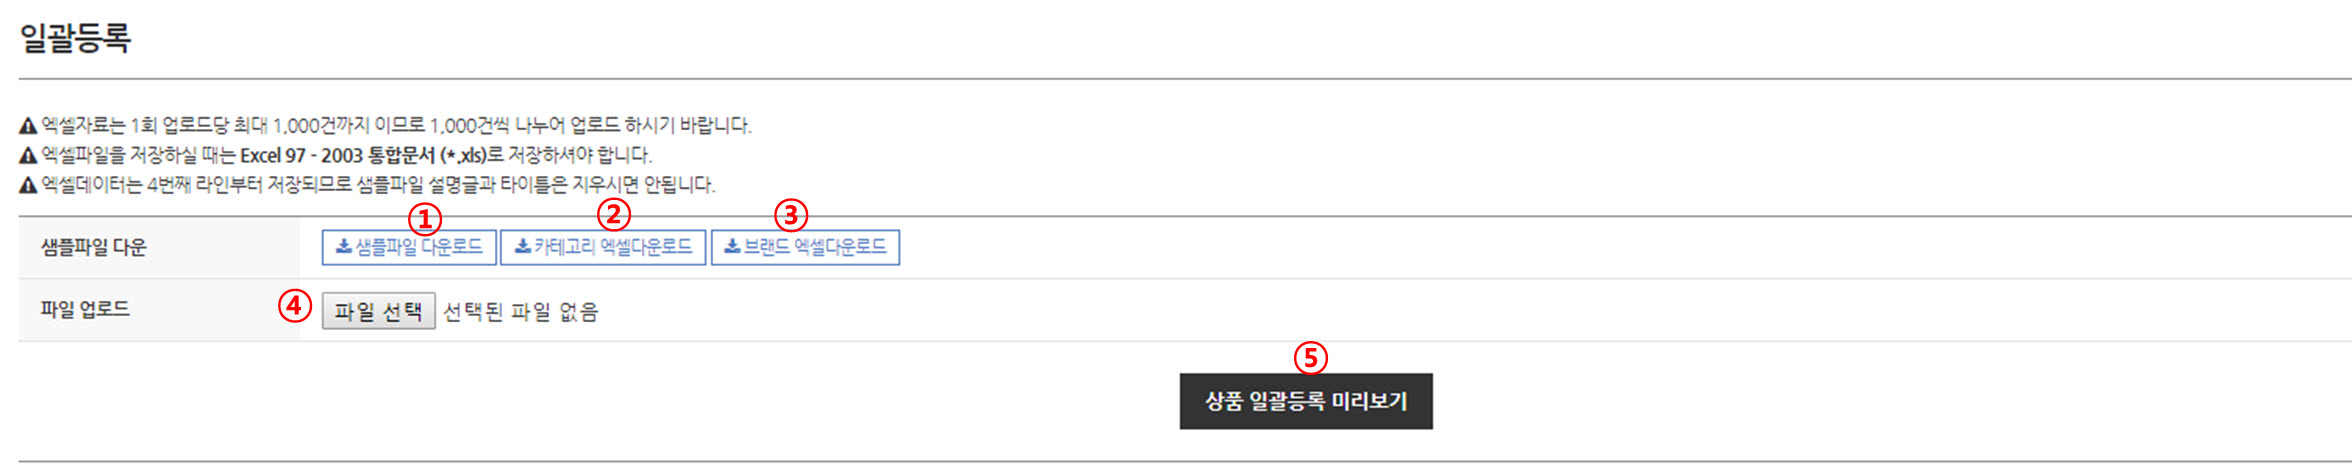 일괄등록
엑셀자료는 1회 업로드당 최대 1,000건까지 이므로 1,000건씩 나누어 업로드 하시기 바랍니다.
엑셀파일을 저장하실 때는 Excel 97 - 2003 통합문서 (*.xls)로 저장하셔야 합니다.
엑셀데이터는 4번째 라인부터 저장되므로 샘플파일 설명글과 타이틀은 지우시면 안됩니다.
① ② ③
샘플파일 다운 샘플파일 다운로드 카테고리 엑셀다운로드 브랜드 엑셀다운로드
파일 업로드 ④ 파일 선택 선택된 파일 없음
⑤
상품 일괄등록 미리보기